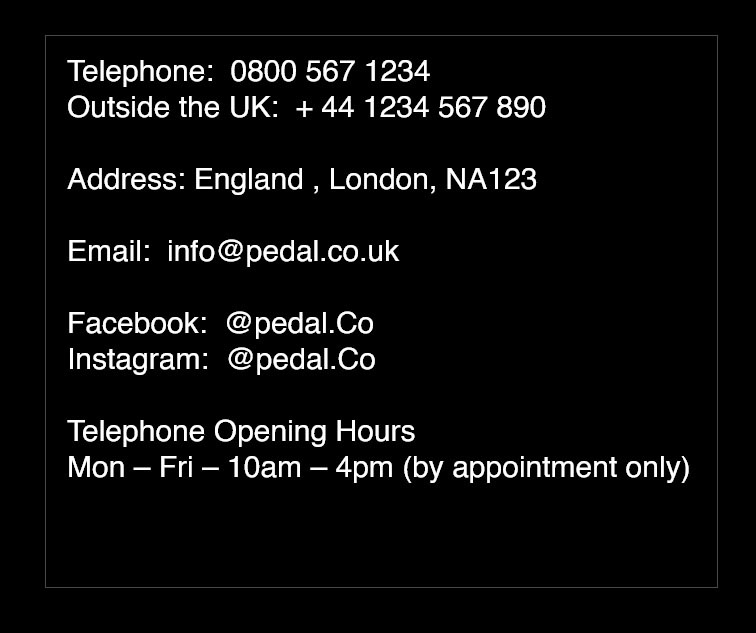 Telephone:  0800 567 1234
Outside the UK:  + 44 1234 567 890
Address: England , London, NA123
Email:  info@pedal.co.uk
Facebook:  @pedal.Co
Instagram:  @pedal.Co
Telephone Opening Hours
Mon – Fri – 10am – 4pm (by appointment only)